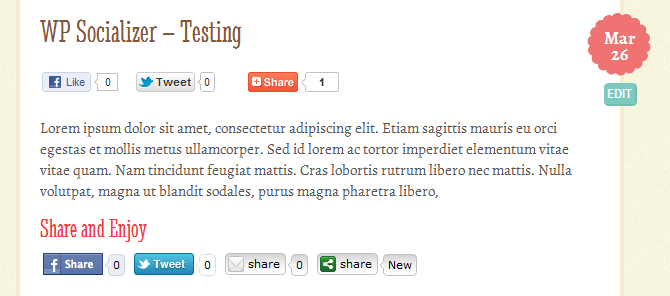 WP Socializer – Testing
Mar
26
EDIT
Like 0 Tweet 0 Share 1
Lorem ipsum dolor sit amet, consectetur adipiscing elit. Etiam sagittis mauris eu orci
egestas et mollis metus ullamcorper. Sed id lorem ac tortor imperdiet elementum vitae
vitae quam. Nam tincidunt feugiat mattis. Cras lobortis rutrum libero nec mattis. Nulla
volutpat, magna ut blandit sodales, purus magna pharetra libero,
Share and Enjoy
f Share 0 Tweet 0 share 0 share New